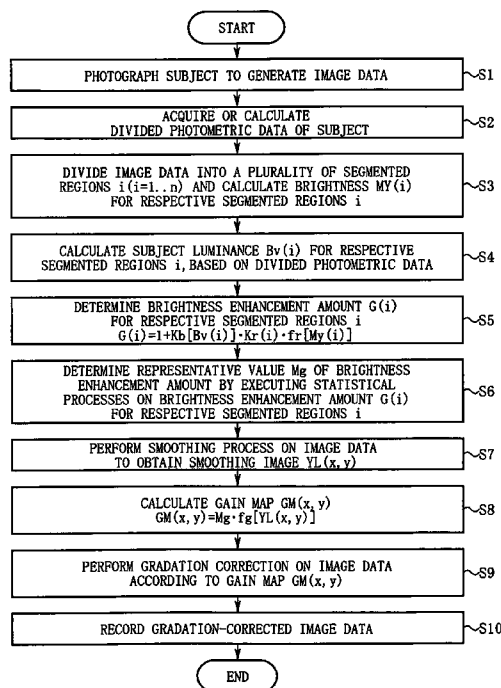 START
PHOTOGRAPH SUBJECT TO GENERATE IMAGE DATA
S1
ACQUIRE OR CALCULATE
DIVIDED PHOTOMETRIC DATA OF SUBJECT
S2
DIVIDE IMAGE DATA INTO A PLURALITY OF SEGMENTED
REGIONS i(i=1..n) AND CALCULATE BRIGHTNESS MY(i)
FOR RESPECTIVE SEGMENTED REGIONS i
S3
CALCULATE SUBJECT LUMINANCE Bv(i) FOR RESPECTIVE
SEGMENTED REGIONS i, BASED ON DIVIDED PHOTOMETRIC DATA
S4
DETERMINE BRIGHTNESS ENHANCEMENT AMOUNT G(i)
FOR RESPECTIVE SEGMENTED REGIONS i
G(i)=1+Kb[Bv(i)]·Kr(i)·fr[My(i)]
S5
DETERMINE REPRESENTATIVE VALUE Mg OF BRIGHTNESS
ENHANCEMENT AMOUNT BY EXECUTING STATISTICAL
PROCESSES ON BRIGHTNESS ENHANCEMENT AMOUNT G(i)
FOR RESPECTIVE SEGMENTED REGIONS i
S6
PERFORM SMOOTHING PROCESS ON IMAGE DATA
TO OBTAIN SMOOTHING IMAGE YL(x,y)
S7
CALCULATE GAIN MAP GM(x,y)
GM(x,y)=Mg·fg[YL(x,y)]
S8
PERFORM GRADATION CORRECTION ON IMAGE DATA
ACCORDING TO GAIN MAP GM(x,y)
S9
RECORD GRADATION-CORRECTED IMAGE DATA
S10
END